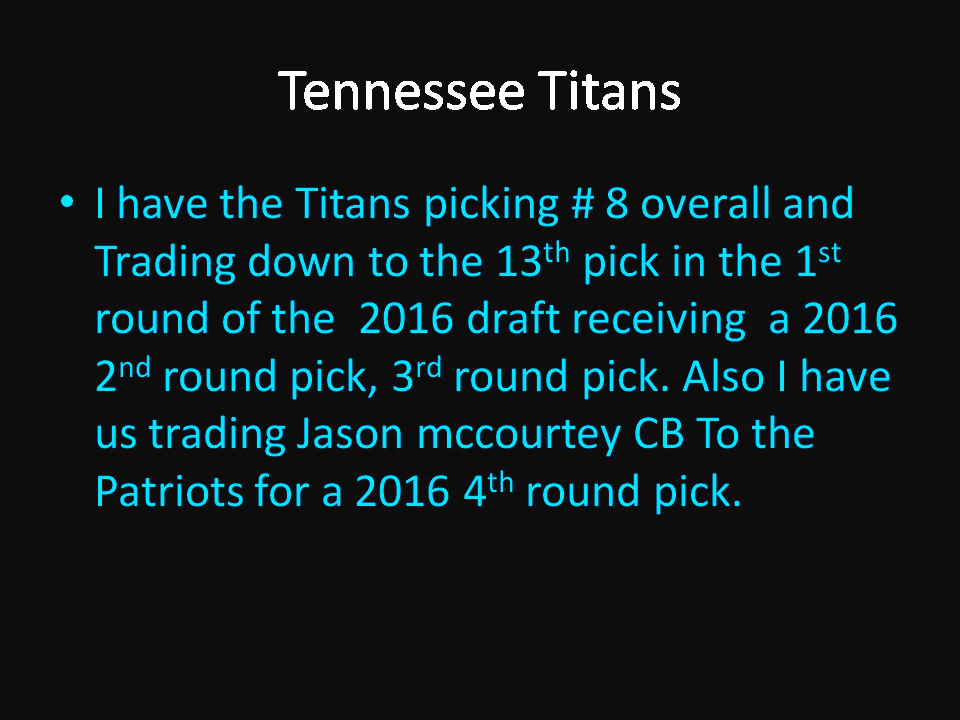 Tennessee Titans
• I have the Titans picking # 8 overall and
Trading down to the 13th pick in the 1st
round of the  2016 draft receiving  a 2016
2nd round pick, 3rd round pick. Also I have
us trading Jason mccourtey CB To the
Patriots for a 2016 4th round pick.